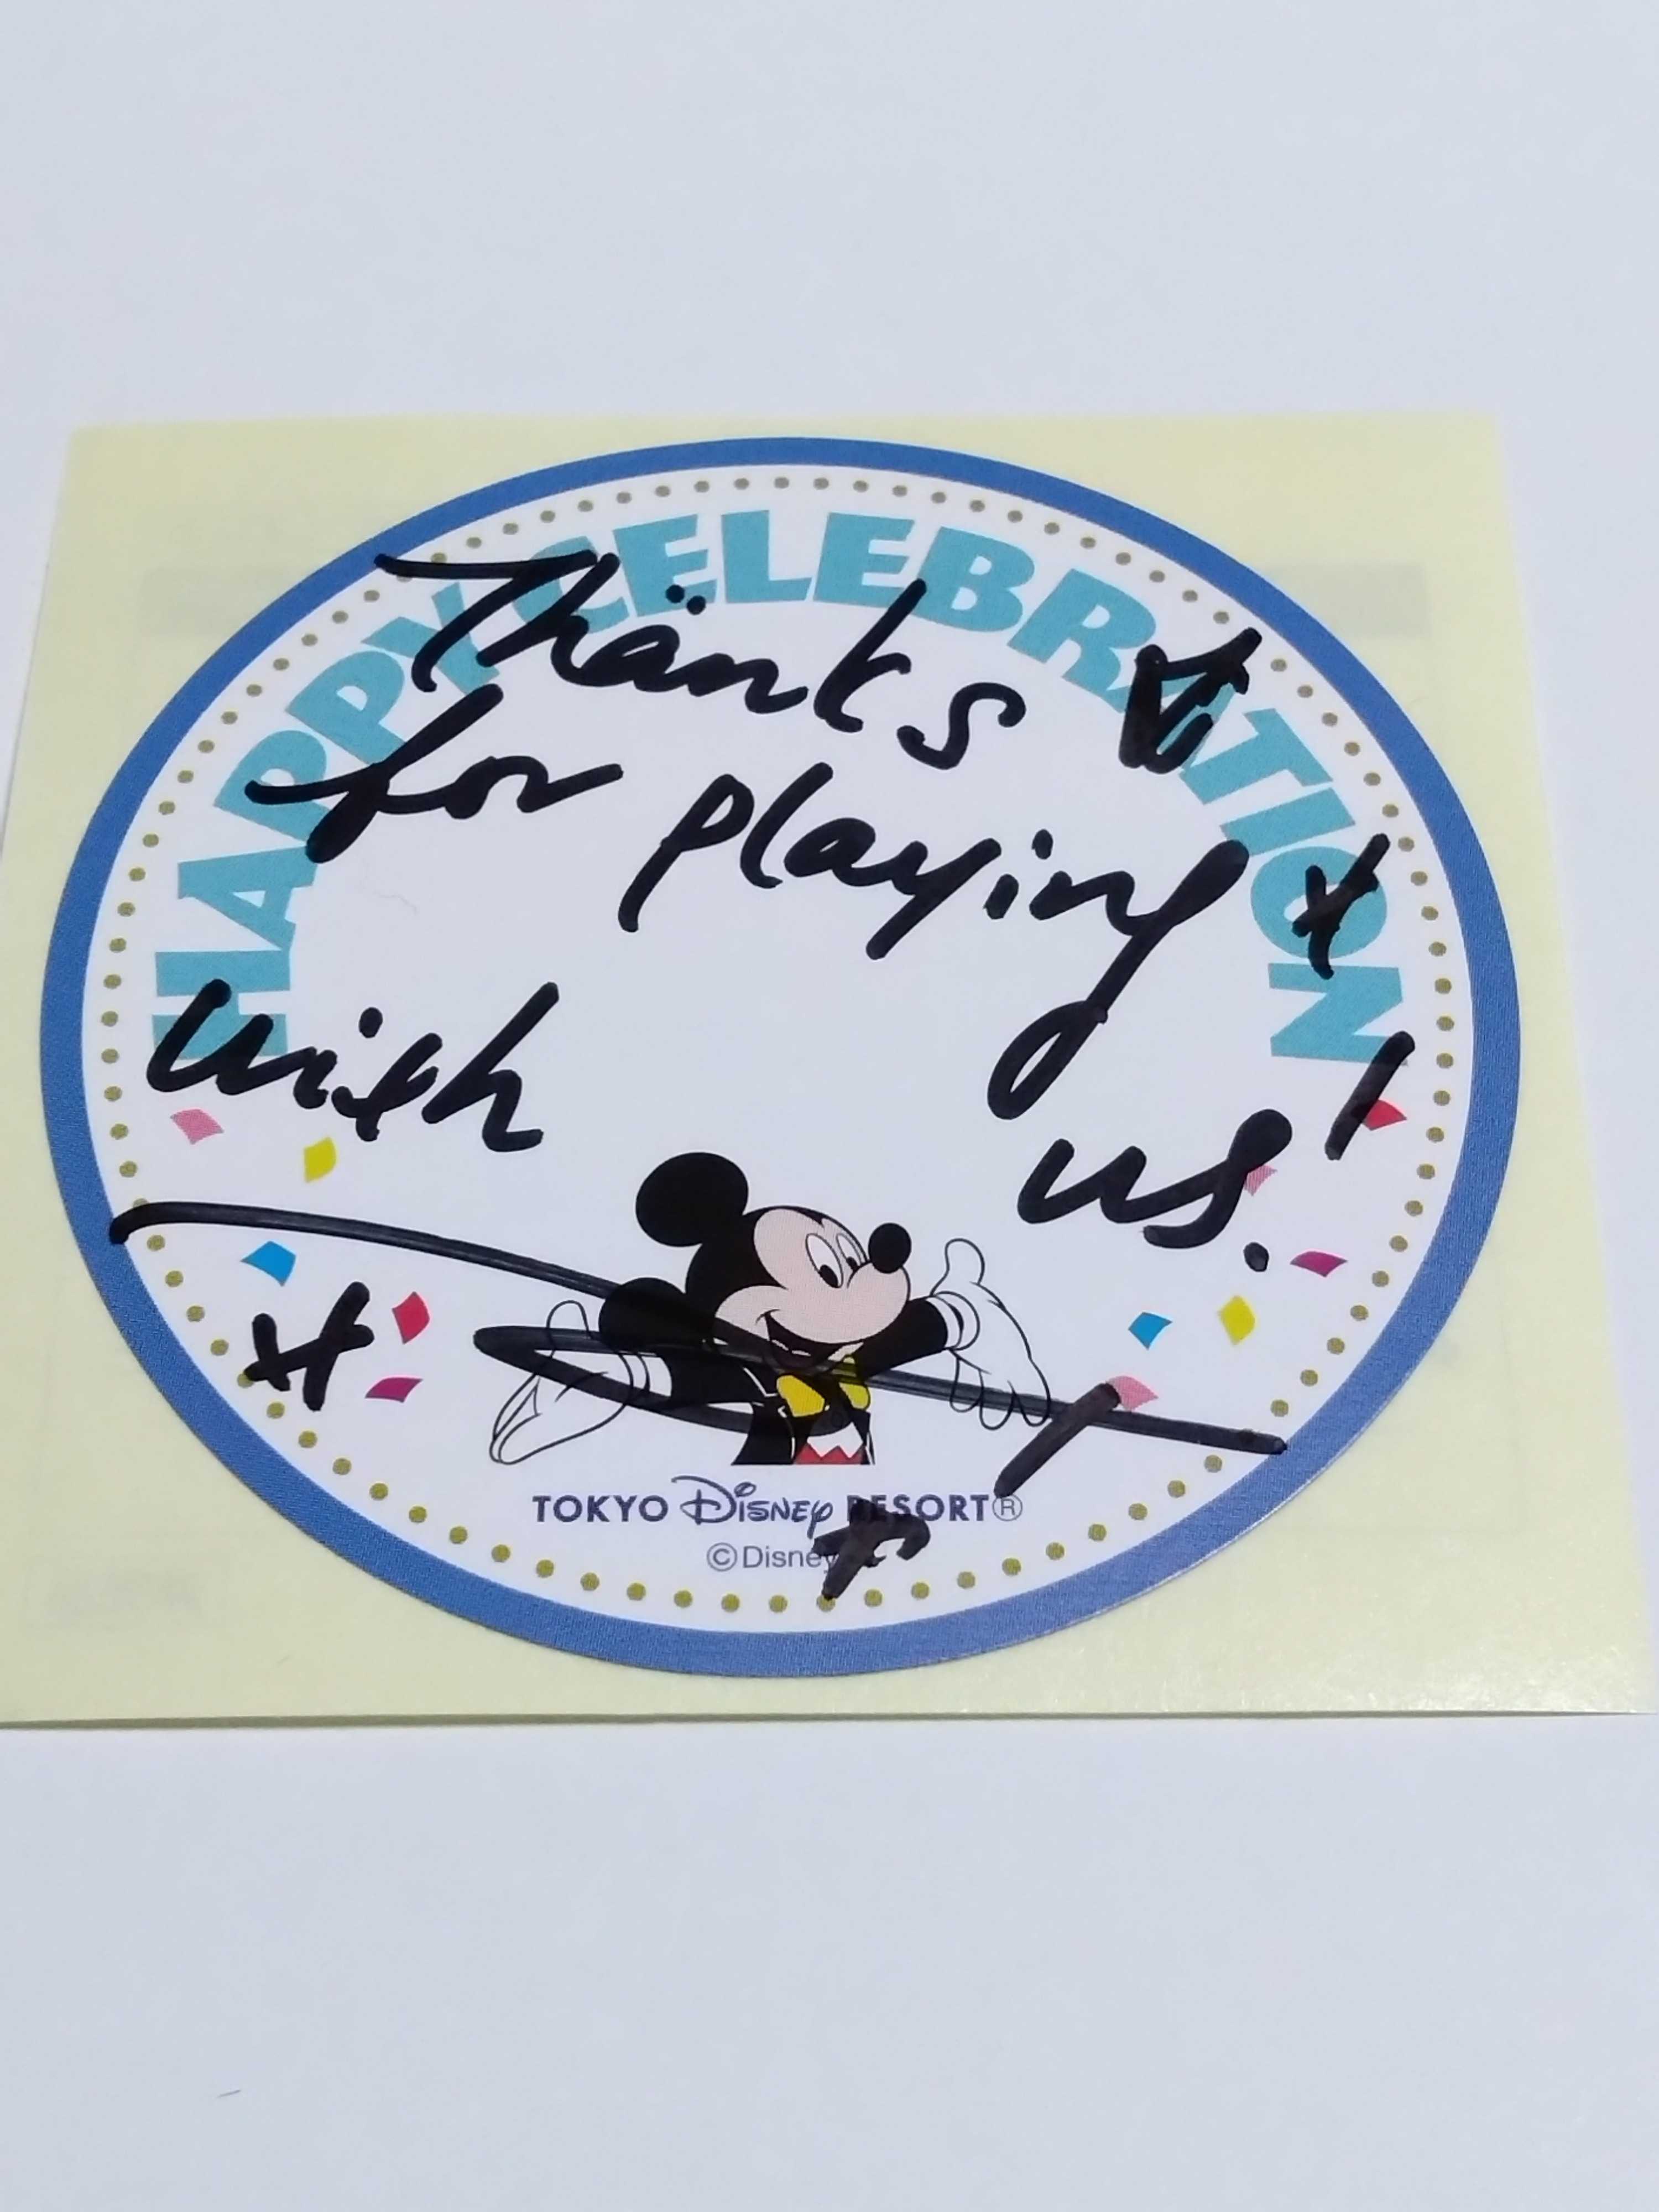 HAPPY CELEBRATION
Thanks
for playing
with us!
TOKYO Disney RESORT®
©Disney